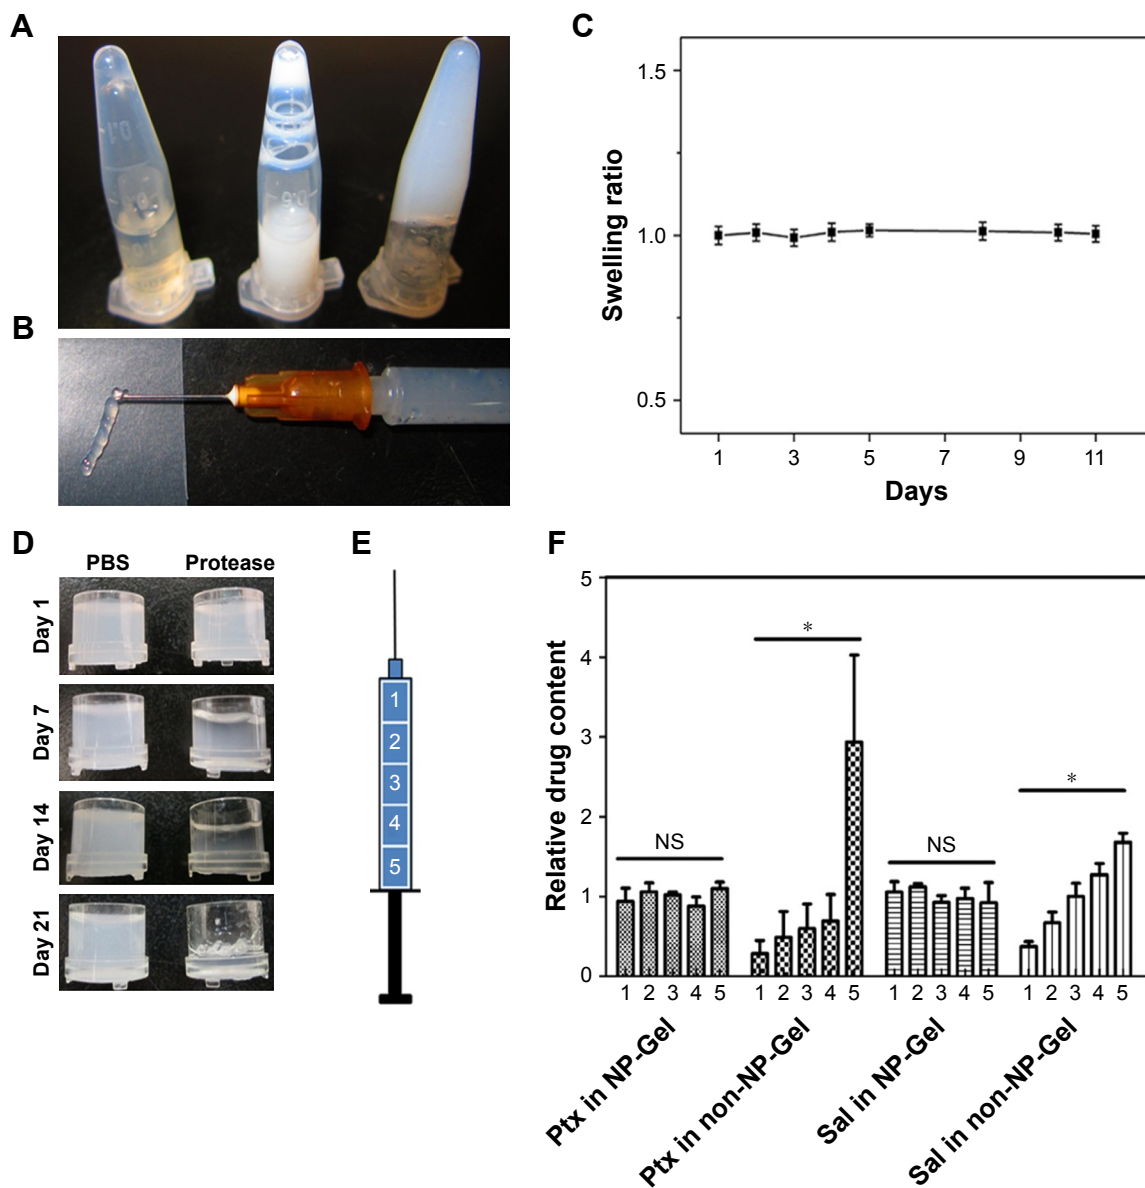 A
B
C
1.5
1.0
0.5
Swelling ratio
1 3 5 7 9 11
Days
D
PBS Protease
Day 1
Day 7
Day 14
Day 21
E
1
2
3
4
5
F
5
4
3
2
1
0
Relative drug content
NS
*
NS
*
1 2 3 4 5 1 2 3 4 5 1 2 3 4 5 1 2 3 4 5
Ptx in NP-Gel
Ptx in non-NP-Gel
Sal in NP-Gel
Sal in non-NP-Gel